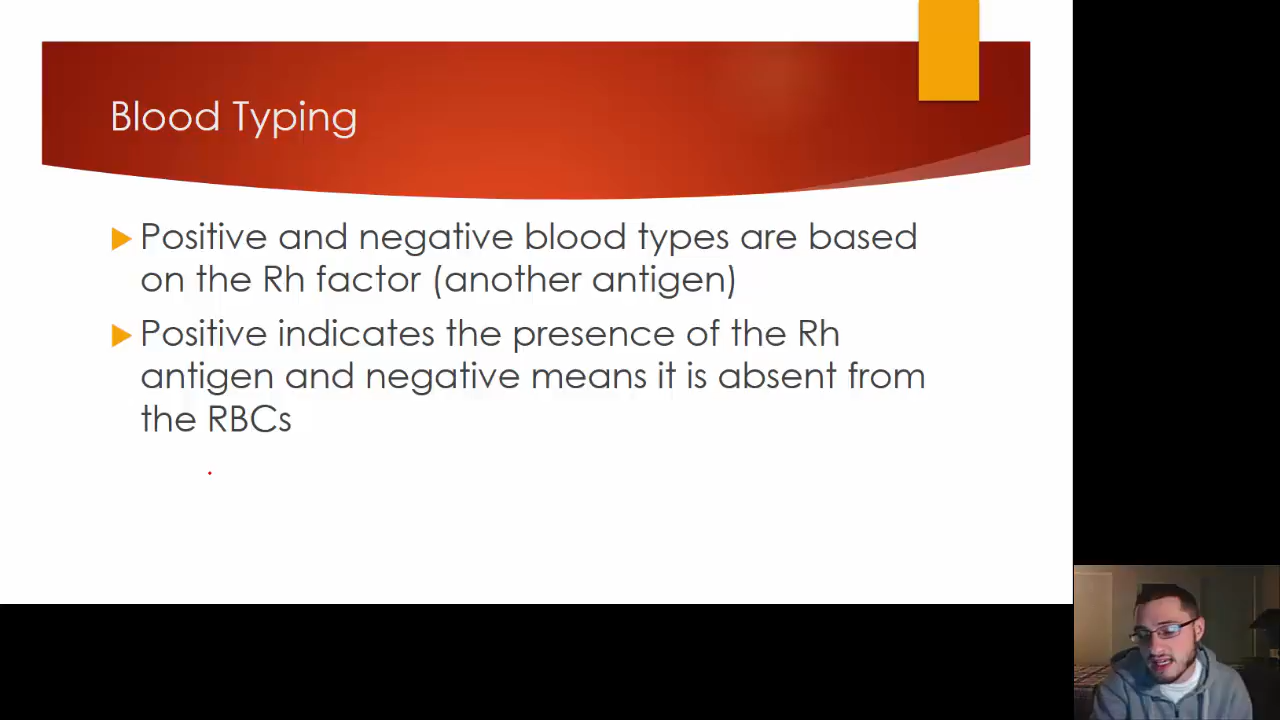 Blood Typing
Positive and negative blood types are based
on the Rh factor (another antigen)
Positive indicates the presence of the Rh
antigen and negative means it is absent from
the RBCs